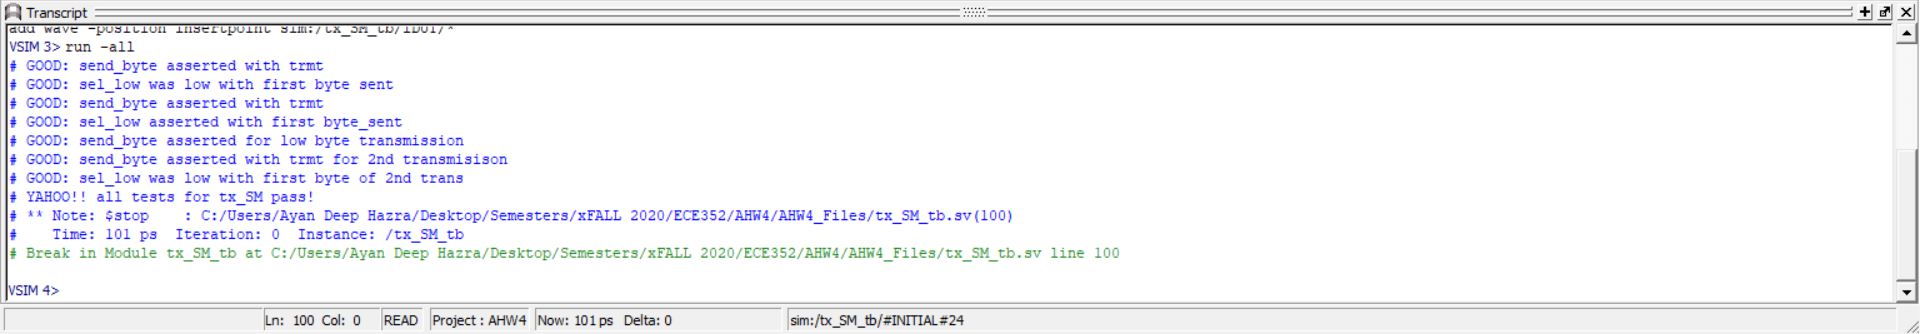 Transcript
add wave -position insertpoint sim:/tx_SM_tb/iDUT/*
VSIM 3> run -all
# GOOD: send_byte asserted with trmt
# GOOD: sel_low was low with first byte sent
# GOOD: send_byte asserted with trmt
# GOOD: sel_low asserted with first byte_sent
# GOOD: send_byte asserted for low byte transmission
# GOOD: send_byte asserted with trmt for 2nd transmisison
# GOOD: sel_low was low with first byte of 2nd trans
# YAHOO!! all tests for tx_SM pass!
# ** Note: $stop    : C:/Users/Ayan Deep Hazra/Desktop/Semesters/xFALL 2020/ECE352/AHW4/AHW4_Files/tx_SM_tb.sv(100)
#    Time: 101 ps  Iteration: 0  Instance: /tx_SM_tb
# Break in Module tx_SM_tb at C:/Users/Ayan Deep Hazra/Desktop/Semesters/xFALL 2020/ECE352/AHW4/AHW4_Files/tx_SM_tb.sv line 100
VSIM 4>
Ln: 100 Col: 0 READ Project : AHW4 Now: 101 ps Delta: 0 sim:/tx_SM_tb/#INITIAL#24